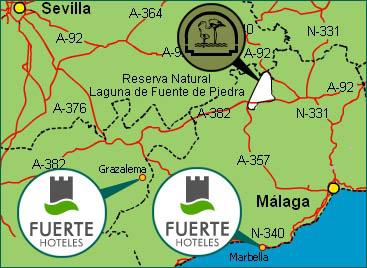 Sevilla
A-364
N-331
A-92
A-92
A-92
Reserva Natural
Laguna de Fuente de Piedra
A-376
A-382
N-331
A-382
A-357
Grazalema
Málaga
FUERTE
HOTELES
FUERTE
HOTELES
N-340
Marbella